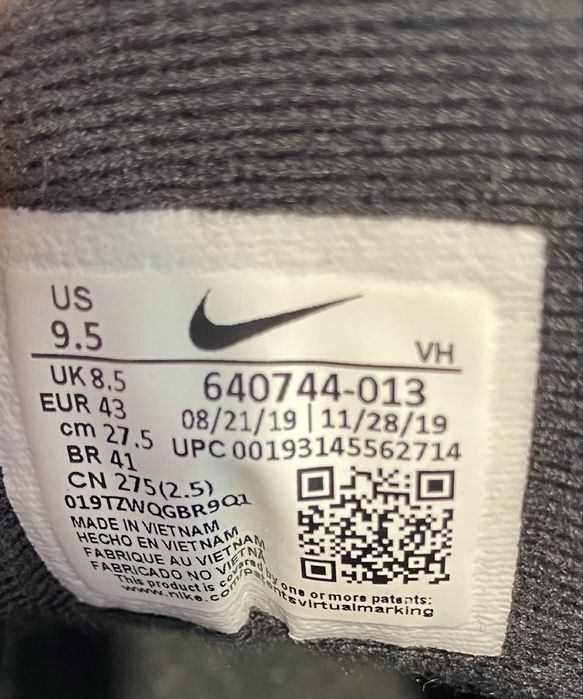 US
9.5
VH
UK 8.5
640744-013
EUR 43
08/21/19 | 11/28/19
cm 27.5
UPC 00193145562714
BR 41
CN 275(2.5)
019TZWQGBR9Q1
MADE IN VIETNAM
HECHO EN VIETNAM
FABRIQUE AU VIETNAM
FABRICADO NO VIETNA
This product is covered by one or more patents:
www.nike.com/patentsvirtualmarking